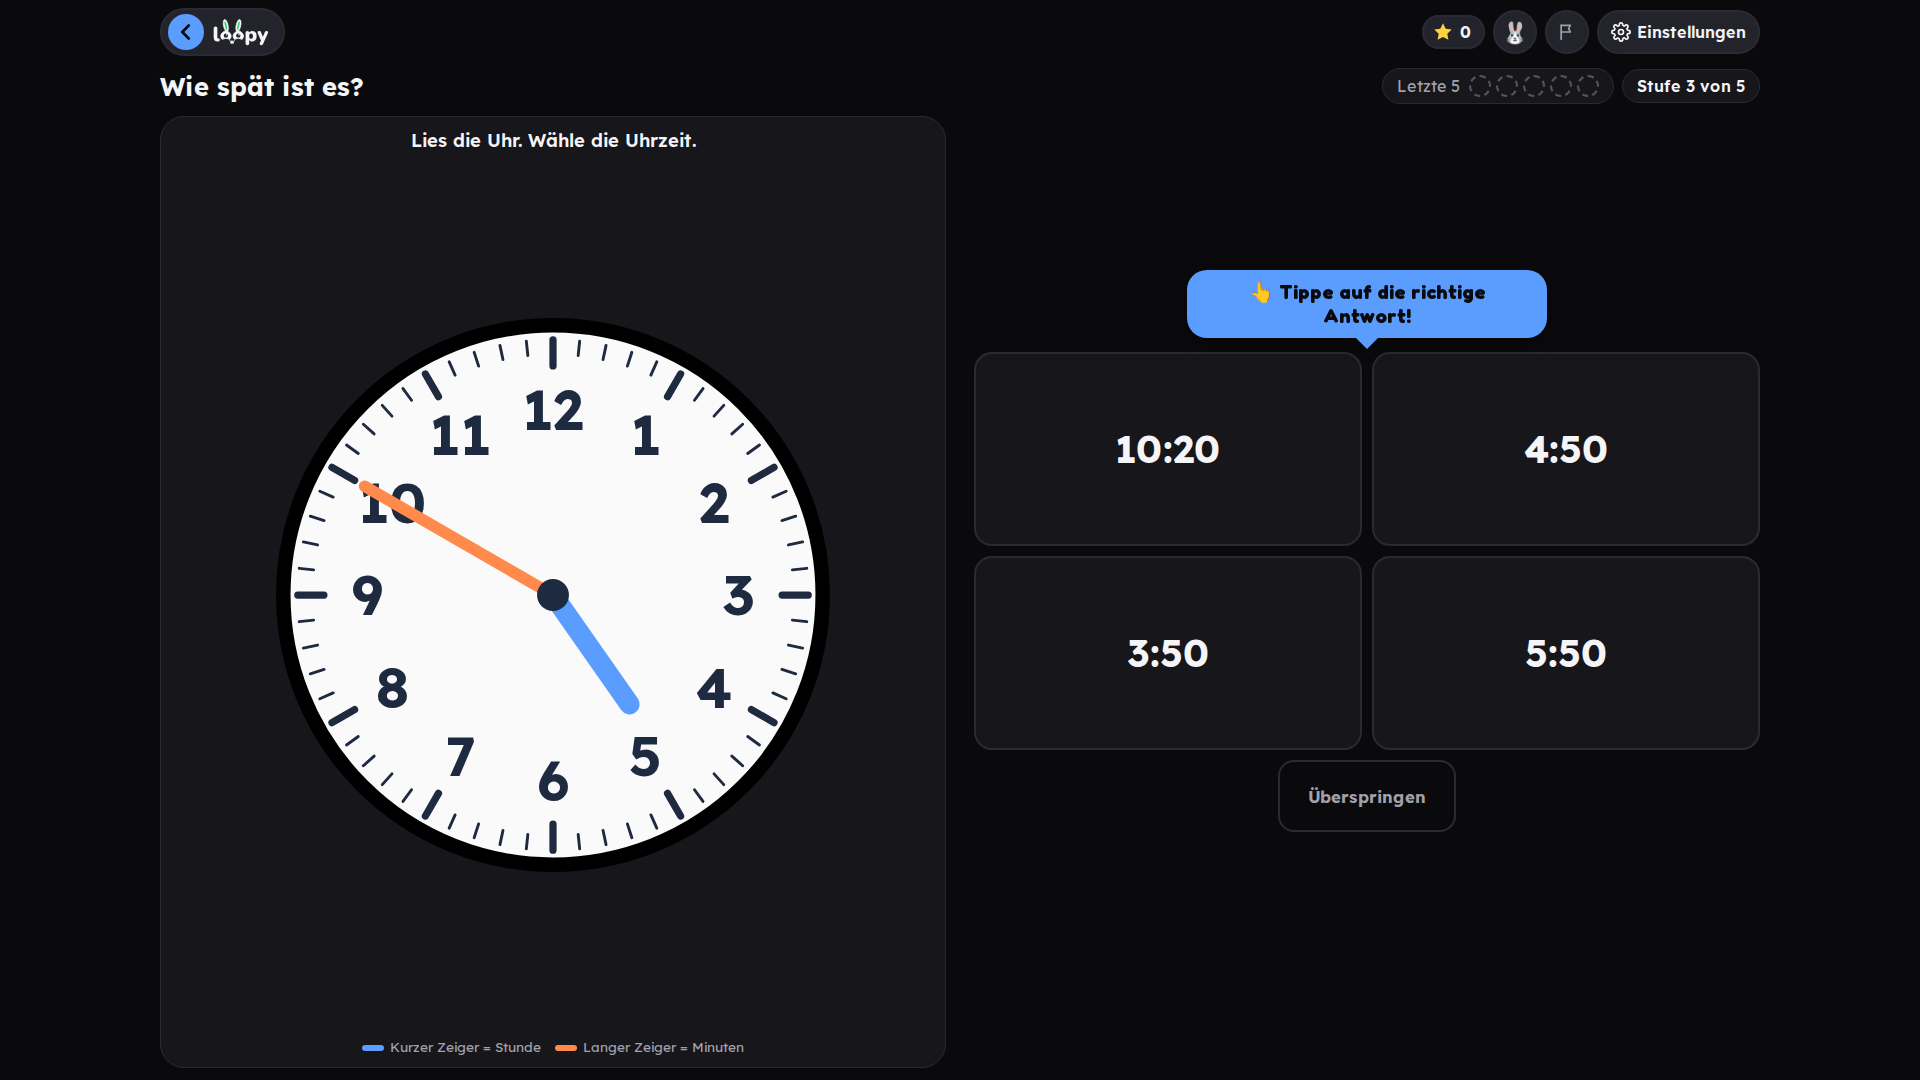 loopy
0
Einstellungen
Wie spät ist es?
Letzte 5
Stufe 3 von 5
Lies die Uhr. Wähle die Uhrzeit.
12
11
1
10
2
9
3
8
4
7
5
6
Kurzer Zeiger = Stunde
Langer Zeiger = Minuten
👆 Tippe auf die richtige
Antwort!
10:20
4:50
3:50
5:50
Überspringen